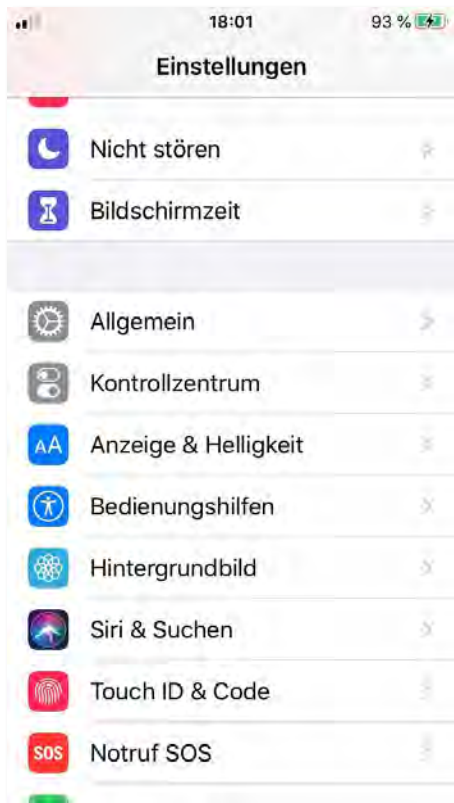 18:01
93 %
Einstellungen
Nicht stören
Bildschirmzeit
Allgemein
Kontrollzentrum
AA Anzeige & Helligkeit
Bedienungshilfen
Hintergrundbild
Siri & Suchen
Touch ID & Code
SOS Notruf SOS